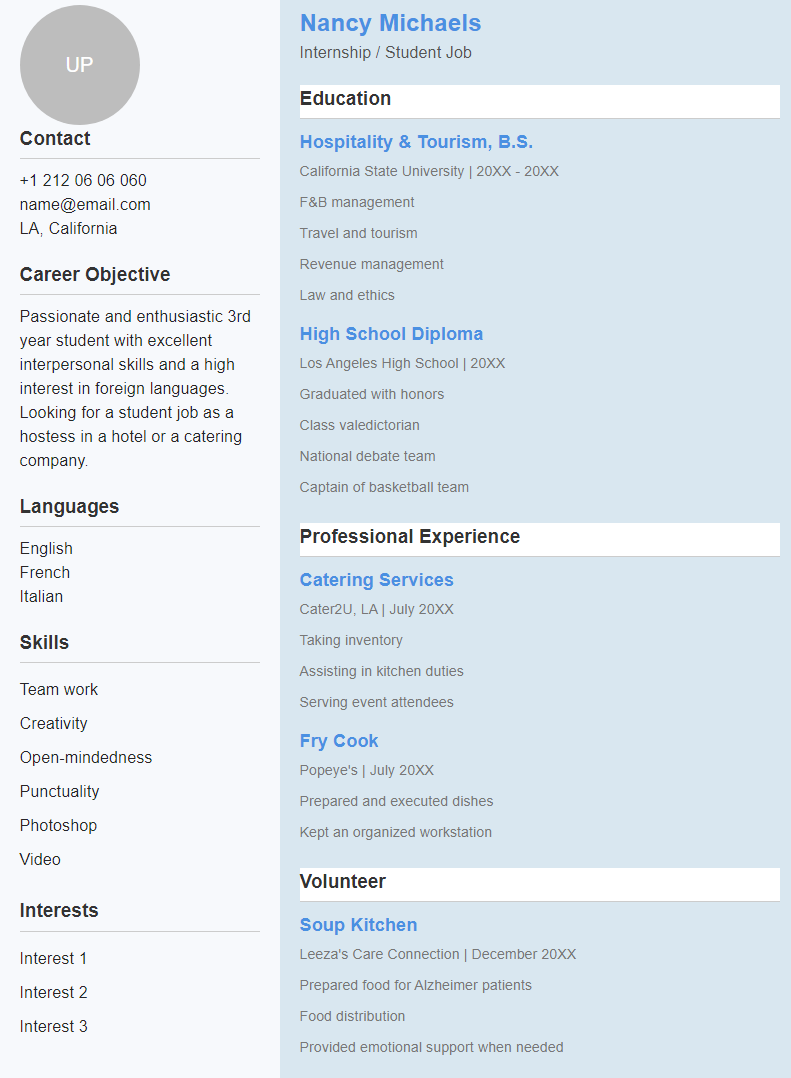 UP
Contact
+1 212 06 06 060
name@email.com
LA, California
Career Objective
Passionate and enthusiastic 3rd
year student with excellent
interpersonal skills and a high
interest in foreign languages.
Looking for a student job as a
hostess in a hotel or a catering
company.
Languages
English
French
Italian
Skills
Team work
Creativity
Open-mindedness
Punctuality
Photoshop
Video
Interests
Interest 1
Interest 2
Interest 3
Nancy Michaels
Internship / Student Job
Education
Hospitality & Tourism, B.S.
California State University | 20XX - 20XX
F&B management
Travel and tourism
Revenue management
Law and ethics
High School Diploma
Los Angeles High School | 20XX
Graduated with honors
Class valedictorian
National debate team
Captain of basketball team
Professional Experience
Catering Services
Cater2U, LA | July 20XX
Taking inventory
Assisting in kitchen duties
Serving event attendees
Fry Cook
Popeye's | July 20XX
Prepared and executed dishes
Kept an organized workstation
Volunteer
Soup Kitchen
Leeza's Care Connection | December 20XX
Prepared food for Alzheimer patients
Food distribution
Provided emotional support when needed